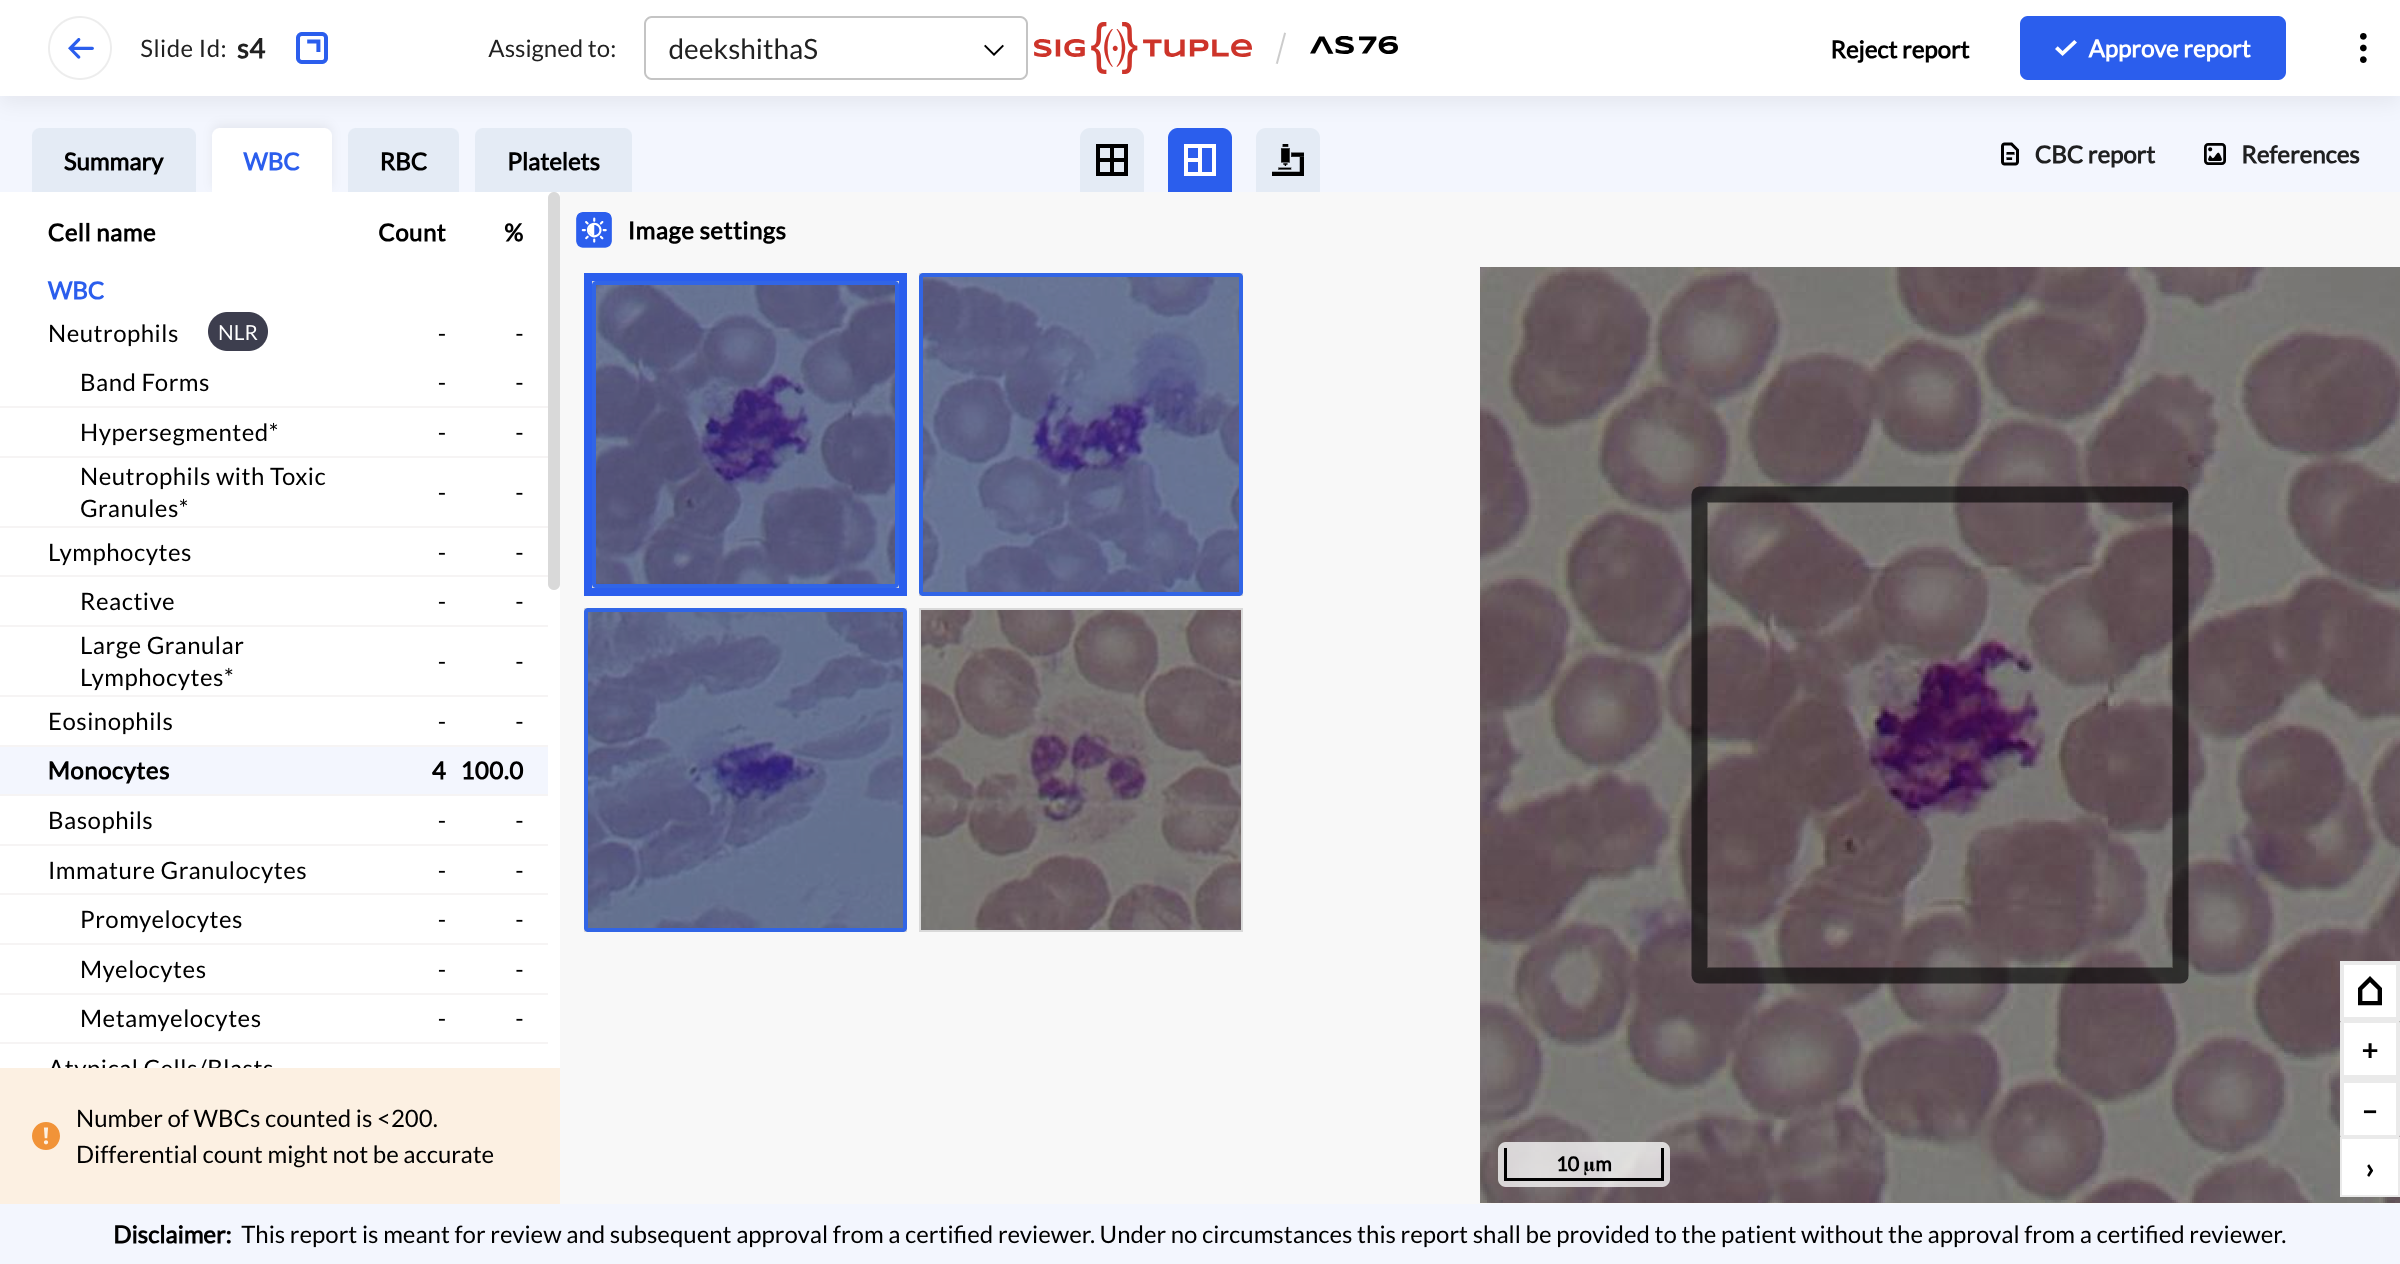 Slide Id: s4
Assigned to: deekshithaS
SIG TUPLE / AS76
Reject report
Approve report
Summary
WBC
RBC
Platelets
CBC report
References
Cell name Count %
WBC
Neutrophils NLR - -
Band Forms - -
Hypersegmented* - -
Neutrophils with Toxic
Granules* - -
Lymphocytes - -
Reactive - -
Large Granular
Lymphocytes* - -
Eosinophils - -
Monocytes 4 100.0
Basophils - -
Immature Granulocytes - -
Promyelocytes - -
Myelocytes - -
Metamyelocytes - -
Atypical Cells/Blasts
Number of WBCs counted is <200.
Differential count might not be accurate
Image settings
10 µm
Disclaimer: This report is meant for review and subsequent approval from a certified reviewer. Under no circumstances this report shall be provided to the patient without the approval from a certified reviewer.